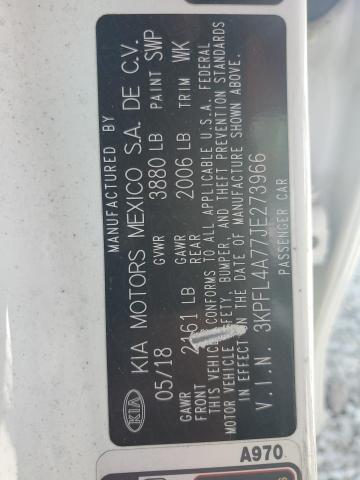 MANUFACTURED BY
KIA KIA MOTORS MEXICO S.A. DE C.V.
05/18 GVWR 3880 LB PAINT SWP
GAWR FRONT 2161 LB GAWR REAR 2006 LB TRIM WK
THIS VEHICLE CONFORMS TO ALL APPLICABLE U.S.A. FEDERAL
MOTOR VEHICLE SAFETY, BUMPER, AND THEFT PREVENTION STANDARDS
IN EFFECT ON THE DATE OF MANUFACTURE SHOWN ABOVE.
V.I.N. 3KPFL4A77JE273966
PASSENGER CAR
A970